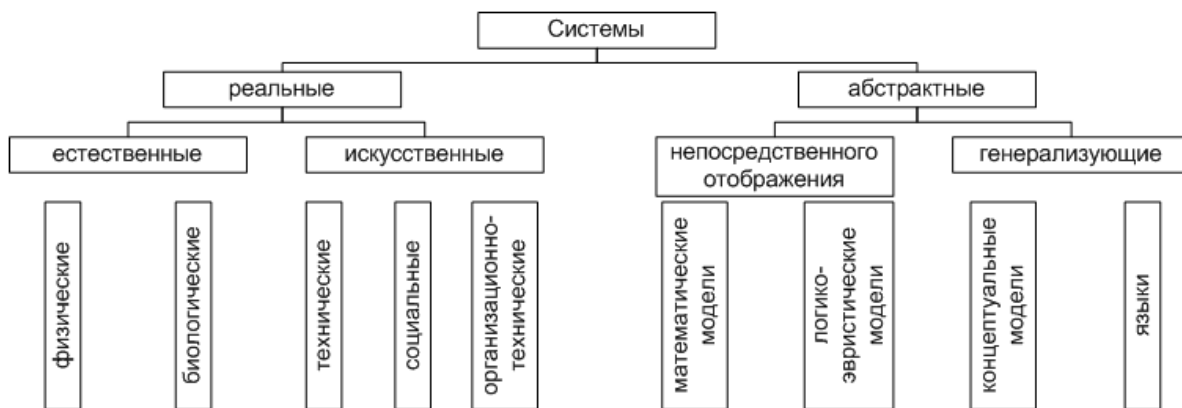 Системы
реальные
абстрактные
естественные
искусственные
непосредственного
отображения
генерализующие
физические
биологические
технические
социальные
организационно-
технические
математические
модели
логико-
эвристические
модели
концептуальные
модели
языки